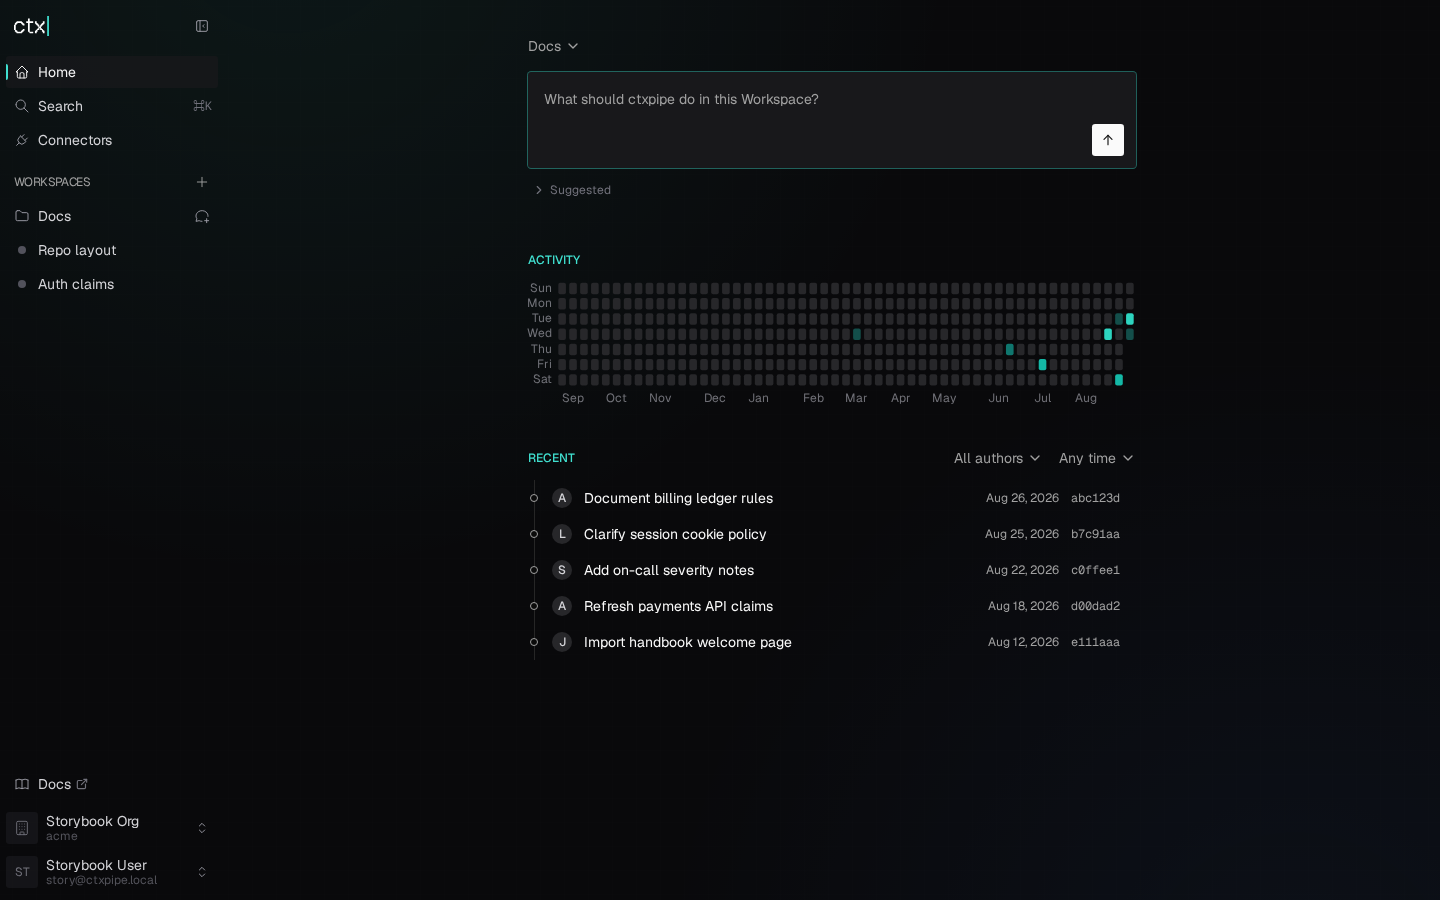 ctx
Home
Search ⌘K
Connectors
WORKSPACES
Docs
Repo layout
Auth claims
Docs
Storybook Org
acme
ST
Storybook User
story@ctxpipe.local
Docs
What should ctxpipe do in this Workspace?
Suggested
ACTIVITY
Sun
Mon
Tue
Wed
Thu
Fri
Sat
Sep Oct Nov Dec Jan Feb Mar Apr May Jun Jul Aug
RECENT All authors Any time
A Document billing ledger rules Aug 26, 2026 abc123d
L Clarify session cookie policy Aug 25, 2026 b7c91aa
S Add on-call severity notes Aug 22, 2026 c0ffee1
A Refresh payments API claims Aug 18, 2026 d00dad2
J Import handbook welcome page Aug 12, 2026 e111aaa